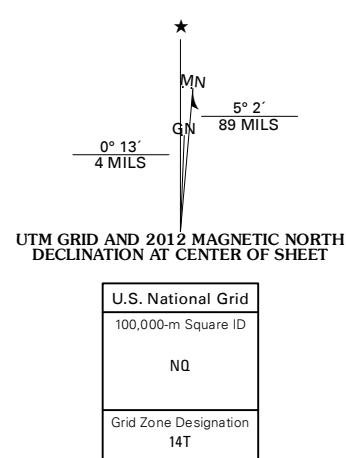 ★
MN
GN
5° 2´
89 MILS
0° 13´
4 MILS
UTM GRID AND 2012 MAGNETIC NORTH
DECLINATION AT CENTER OF SHEET
U.S. National Grid
100,000-m Square ID
NQ
Grid Zone Designation
14T